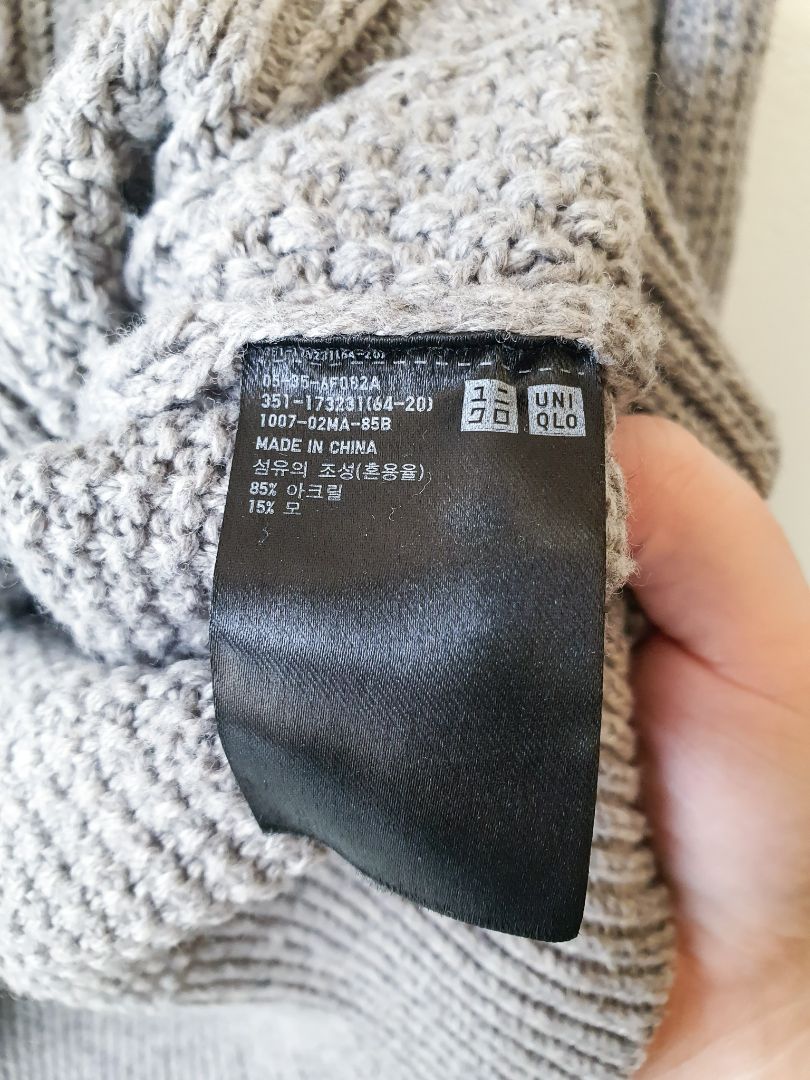 05-35-AF082A
351-173231(64-20)
1007-02MA-85B
MADE IN CHINA
섬유의 조성(혼용율)
85% 아크릴
15% 모
ユニ
クロ
UNI
QLO